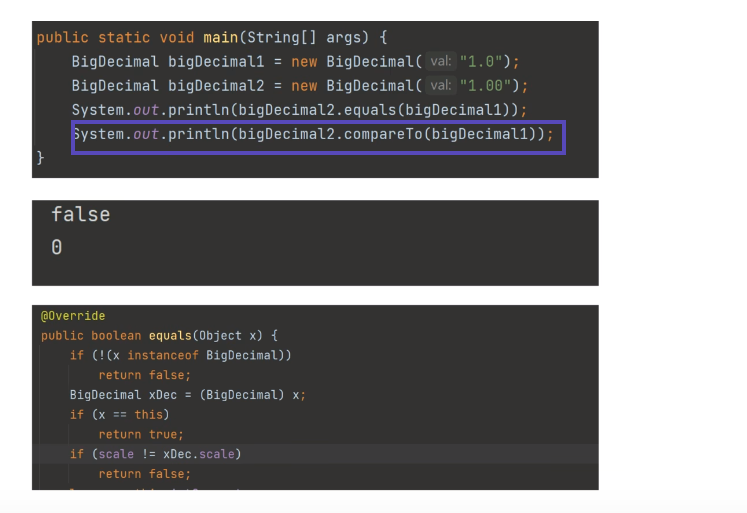 public static void main(String[] args) {
BigDecimal bigDecimal1 = new BigDecimal( val: "1.0");
BigDecimal bigDecimal2 = new BigDecimal( val: "1.00");
System.out.println(bigDecimal2.equals(bigDecimal1));
System.out.println(bigDecimal2.compareTo(bigDecimal1));
}
false
0
@Override
public boolean equals(Object x) {
if (!(x instanceof BigDecimal))
return false;
BigDecimal xDec = (BigDecimal) x;
if (x == this)
return true;
if (scale != xDec.scale)
return false;